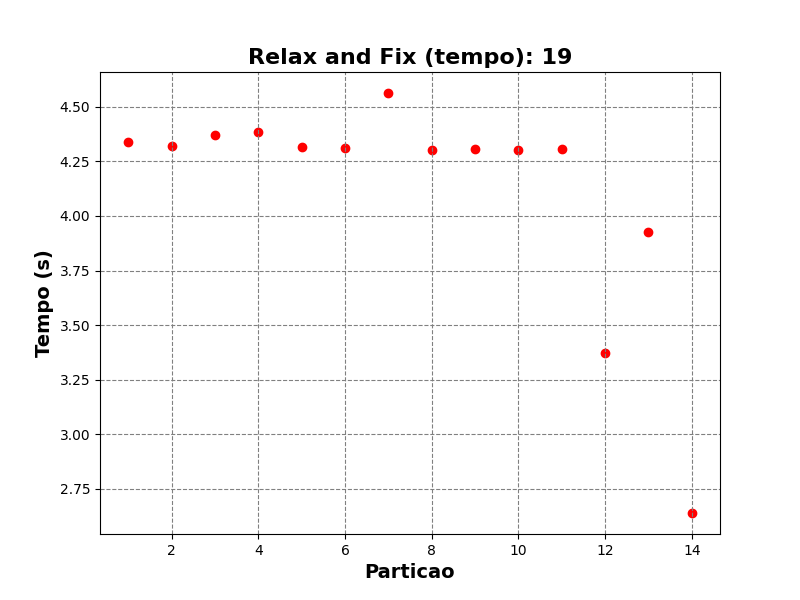 Relax and Fix (tempo): 19
4.50
4.25
4.00
3.75
3.50
3.25
3.00
2.75
Tempo (s)
2 4 6 8 10 12 14
Particao